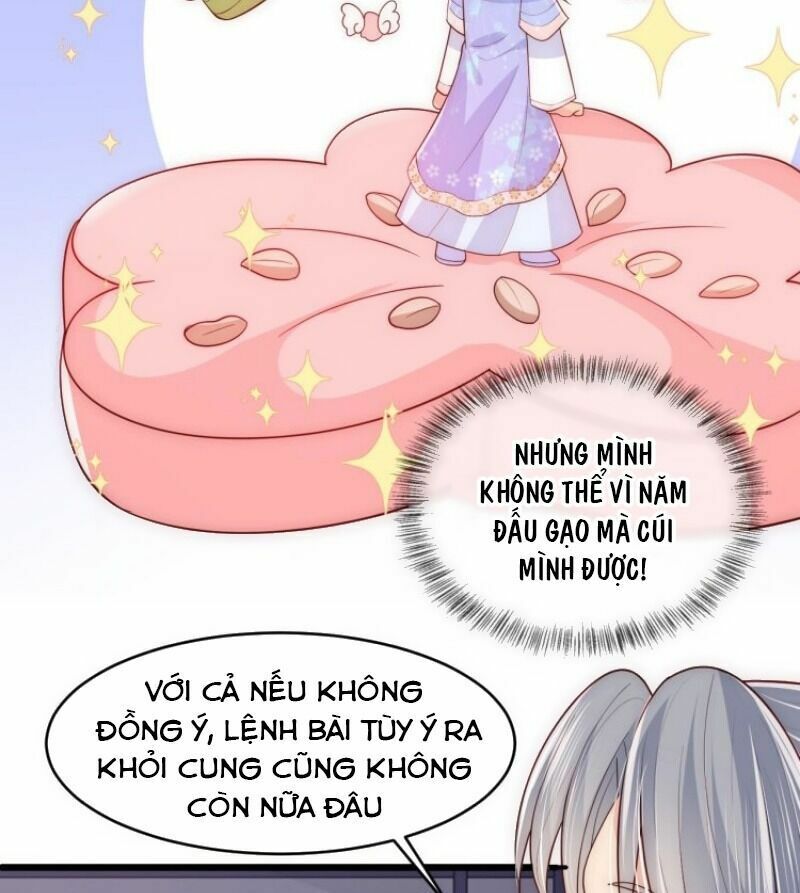 NHƯNG MÌNH
KHÔNG THỂ VÌ NĂM
ĐẤU GẠO MÀ CÚI
MÌNH ĐƯỢC!
VỚI CẢ NẾU KHÔNG
ĐỒNG Ý, LỆNH BÀI TÙY Ý RA
KHỎI CUNG CŨNG KHÔNG
CÒN NỮA ĐÂU